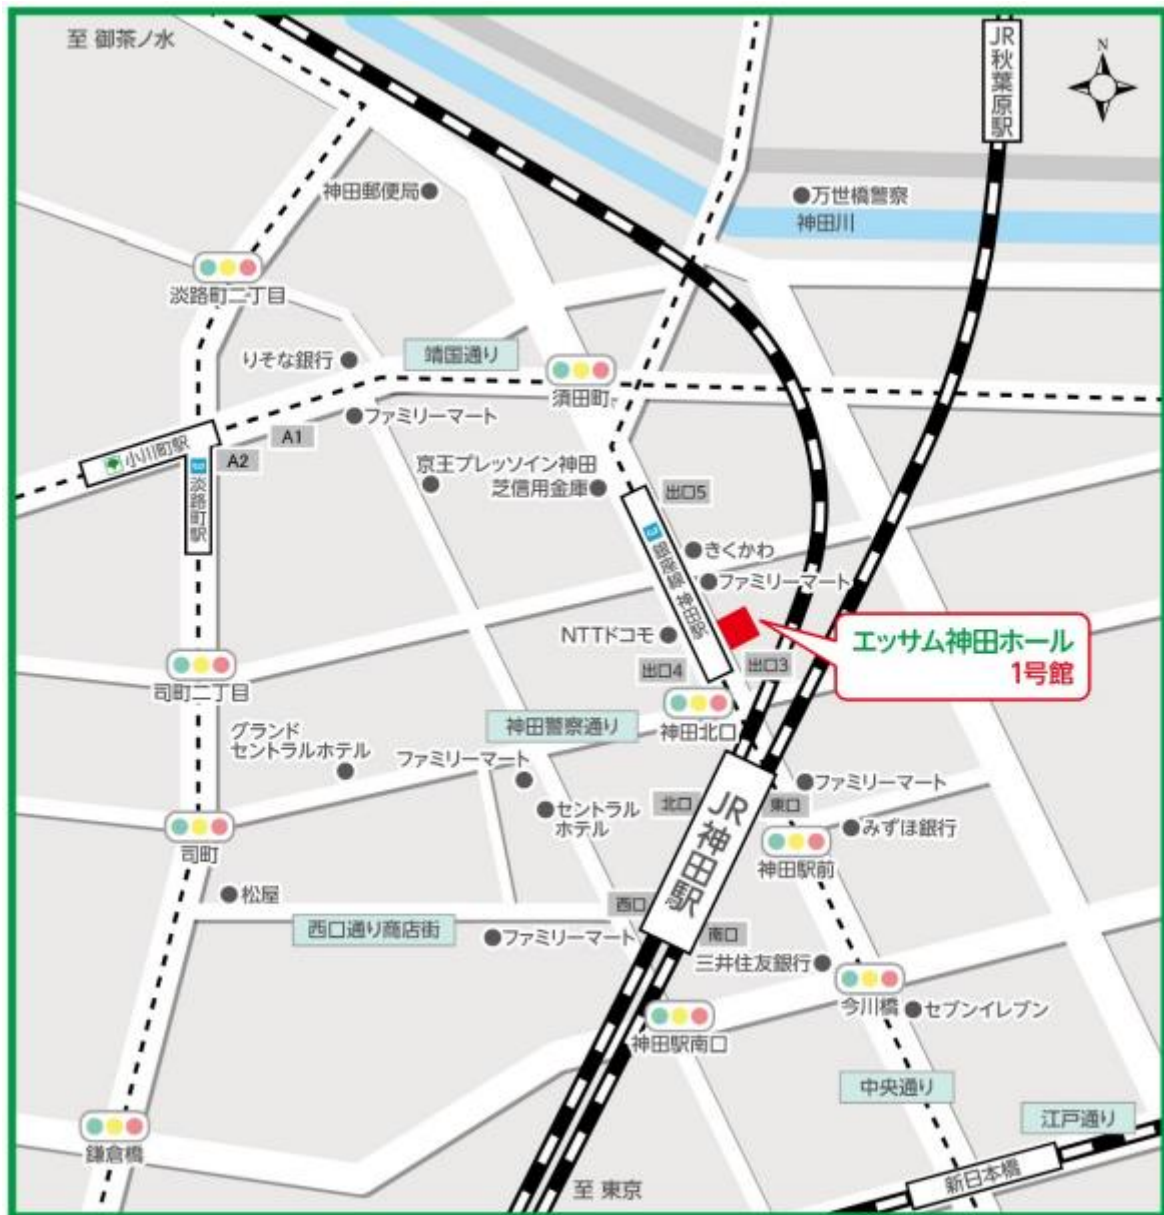 至 御茶ノ水
JR秋葉原駅
N
神田郵便局
万世橋警察
神田川
淡路町二丁目
りそな銀行
靖国通り
須田町
ファミリーマート
小川町駅
A1
A2
淡路町駅
京王プレッソイン神田
芝信用金庫
出口5
銀座線 神田駅
きくかわ
ファミリーマート
NTTドコモ
エッサム神田ホール
1号館
出口4
出口3
司町二丁目
神田警察通り
神田北口
グランド
セントラルホテル
ファミリーマート
セントラル
ホテル
北口
JR神田駅
東口
ファミリーマート
みずほ銀行
司町
神田駅前
松屋
西口
西口通り商店街
ファミリーマート
南口
三井住友銀行
今川橋
セブンイレブン
神田駅南口
中央通り
江戸通り
鎌倉橋
新日本橋
至 東京